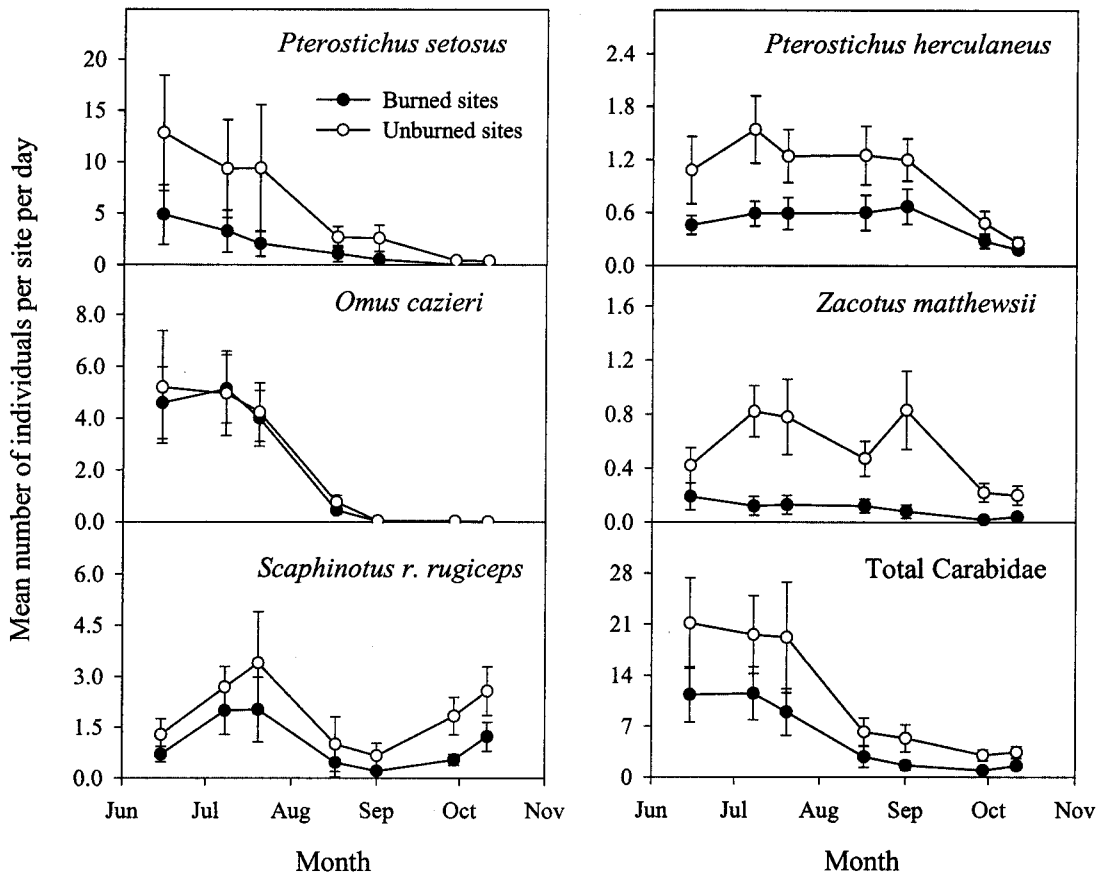 Mean number of individuals per site per day
Pterostichus setosus
Burned sites
Unburned sites
20
15
10
5
0
Pterostichus herculaneus
2.4
1.8
1.2
0.6
0.0
Omus cazieri
8.0
6.0
4.0
2.0
0.0
Zacotus matthewsii
1.6
1.2
0.8
0.4
0.0
Scaphinotus r. rugiceps
6.0
4.5
3.0
1.5
0.0
Jun Jul Aug Sep Oct Nov
Month
Total Carabidae
28
21
14
7
0
Jun Jul Aug Sep Oct Nov
Month